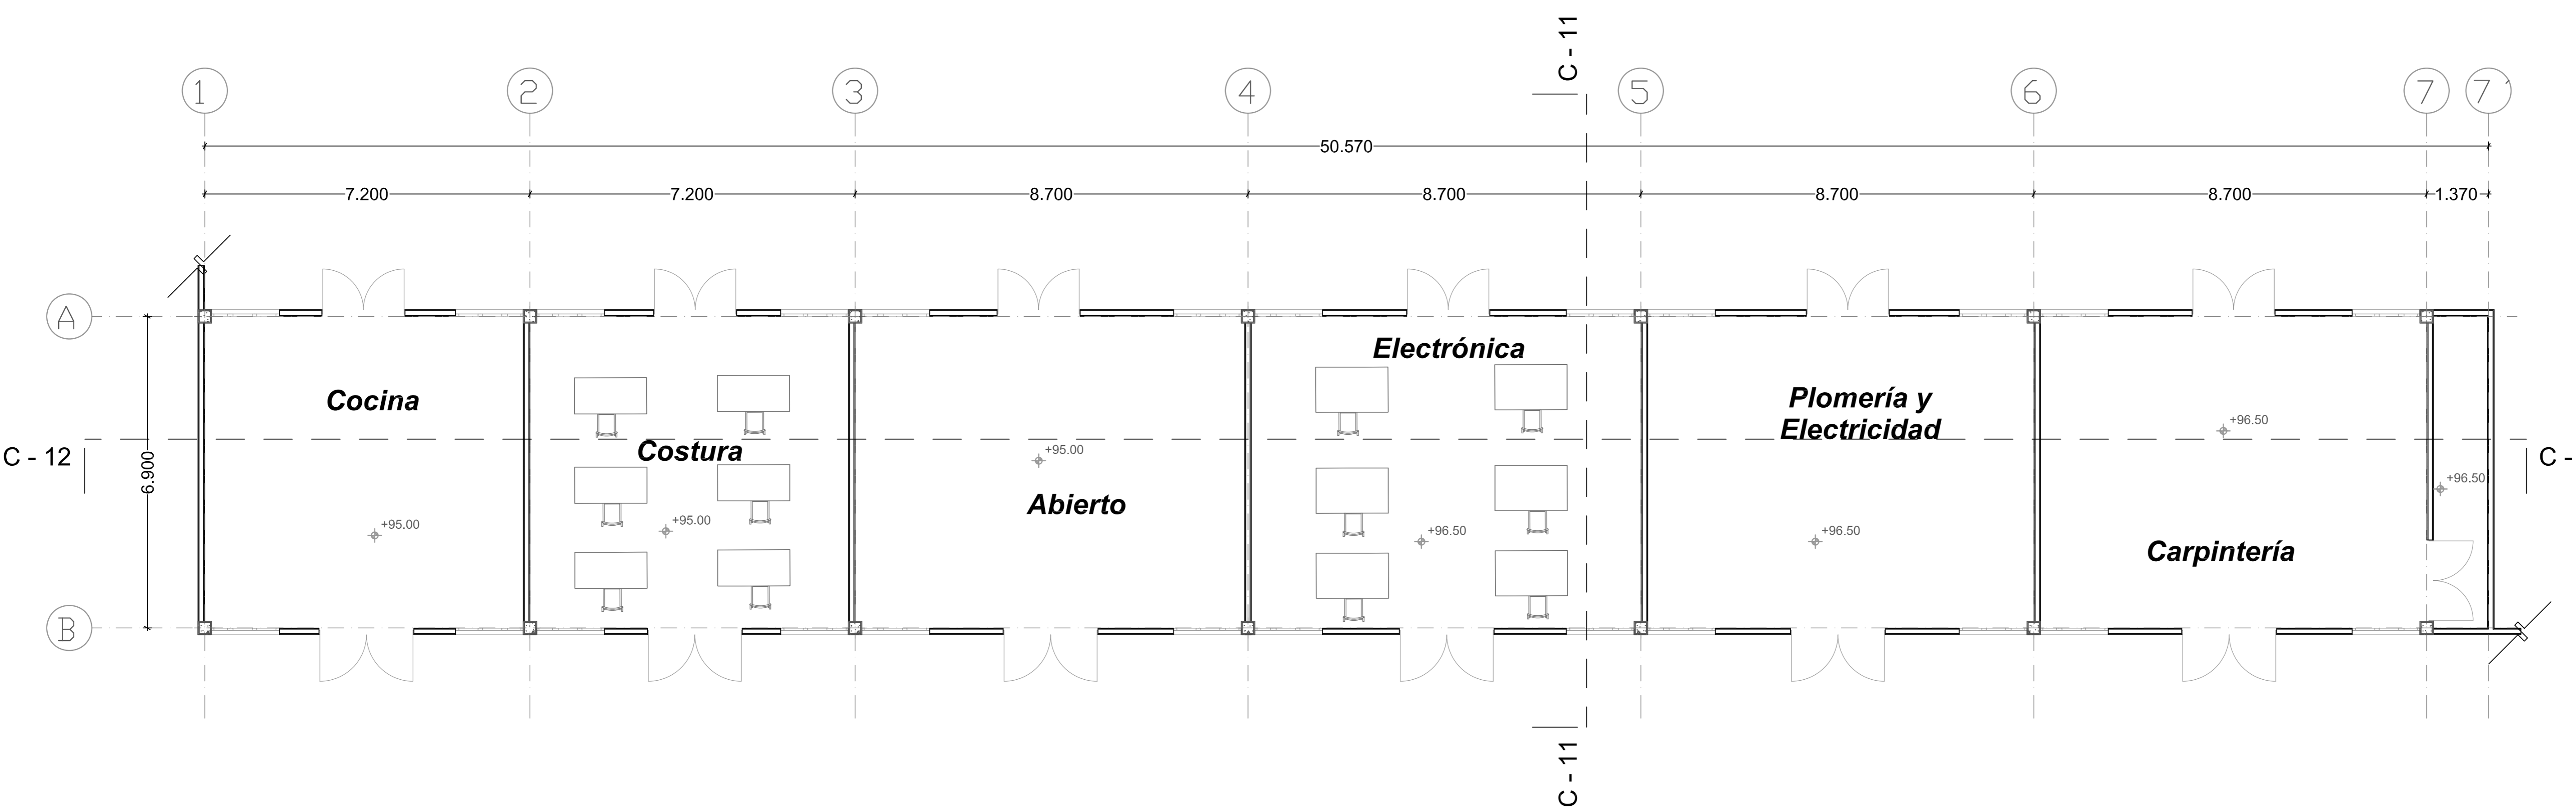 C - 11
1
2
3
4
5
6
7
7´
50.570
7.200
7.200
8.700
8.700
8.700
8.700
1.370
A
Electrónica
Cocina
Plomería y
Electricidad
+96.50
Costura
+95.00
C - 12
C -
6.900
+96.50
Abierto
+95.00
+95.00
+96.50
+96.50
Carpintería
B
C - 11